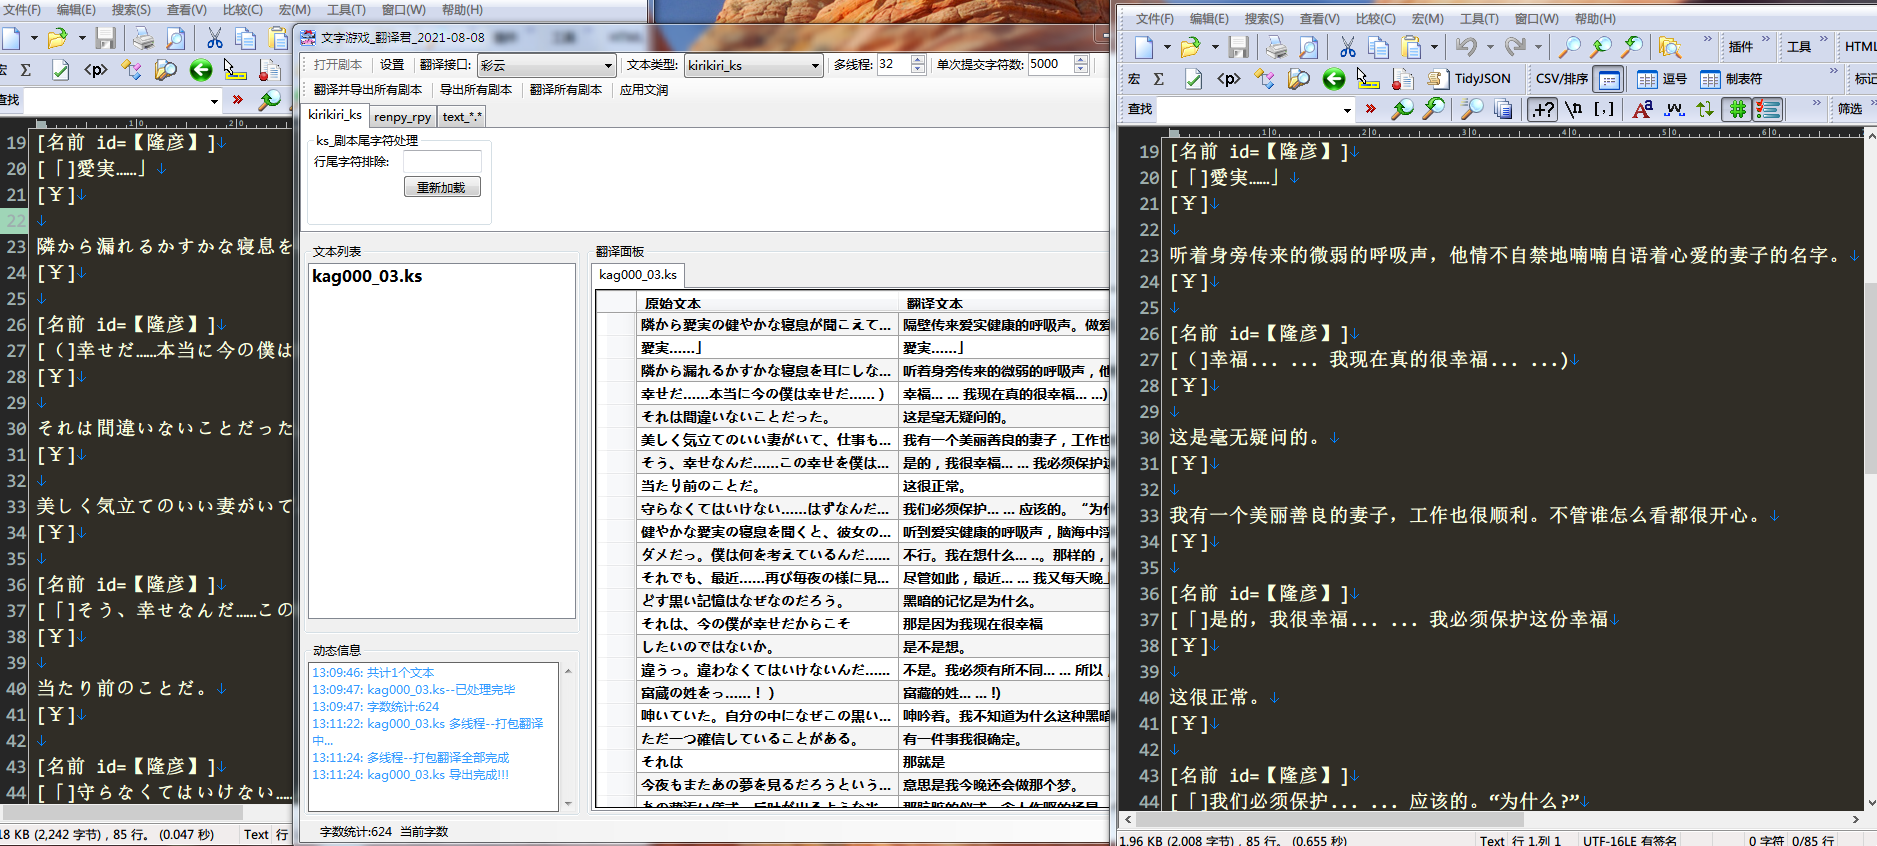 文件(F) 编辑(E) 搜索(S) 查看(V) 比较(C) 宏(M) 工具(T) 窗口(W) 帮助(H)
宏 Σ <p>
查找
19 [名前 id=【隆彦】]↓
20 [「]愛実……」↓
21 [￥]↓
22 ↓
23 隣から漏れるかすかな寝息を
24 [￥]↓
25 ↓
26 [名前 id=【隆彦】]↓
27 [（]幸せだ……本当に今の僕は
28 [￥]↓
29 ↓
30 それは間違いないことだった
31 [￥]↓
32 ↓
33 美しく気立てのいい妻がいて
34 [￥]↓
35 ↓
36 [名前 id=【隆彦】]↓
37 [「]そう、幸せなんだ……この
38 [￥]↓
39 ↓
40 当たり前のことだ。↓
41 [￥]↓
42 ↓
43 [名前 id=【隆彦】]↓
44 [「]守らなくてはいけない……
18 KB (2,242 字节)，85 行。 (0.047 秒) Text 行
文字游戏_翻译君_2021-08-08
打开剧本 设置 翻译接口: 彩云 文本类型: kirikiri_ks 多线程: 32 单次提交字符数: 5000
翻译并导出所有剧本 导出所有剧本 翻译所有剧本 应用文润
kirikiri_ks renpy_rpy text_*.*
ks_剧本尾字符处理
行尾字符排除:
重新加载
文本列表
kag000_03.ks
动态信息
13:09:46: 共计1个文本
13:09:47: kag000_03.ks--已处理完毕
13:09:47: 字数统计:624
13:11:22: kag000_03.ks 多线程--打包翻译
中...
13:11:24: 多线程--打包翻译全部完成
13:11:24: kag000_03.ks 导出完成!!!
字数统计:624 当前字数
翻译面板
kag000_03.ks
原始文本 翻译文本
隣から愛実の健やかな寝息が聞こえて... 隔壁传来爱实健康的呼吸声。做爱
愛実……」 爱実……」
隣から漏れるかすかな寝息を耳にしな... 听着身旁传来的微弱的呼吸声，他
幸せだ……本当に今の僕は幸せだ……） 幸福... ... 我现在真的很幸福... ...)
それは間違いないことだった。 这是毫无疑问的。
美しく気立てのいい妻がいて、仕事も... 我有一个美丽善良的妻子，工作也
そう、幸せなんだ……この幸せを僕は... 是的，我很幸福... ... 我必须保护这
当たり前のことだ。 这很正常。
守らなくてはいけない……はずなんだ... 我们必须保护... ... 应该的。“为什
健やかな愛実の寝息を聞くと、彼女の... 听到爱实健康的呼吸声，脑海中浮
ダメだっ。僕は何を考えているんだ…... 不行。我在想什么... ...。那样的，
それでも、最近……再び毎夜の様に見... 尽管如此，最近... ... 我又每天晚上
どす黒い記憶はなぜなのだろう。 黑暗的记忆是为什么。
それは、今の僕が幸せだからこそ 那是因为我现在很幸福
したいのではないか。 是不是想。
違うっ。違わなくてはいけないんだ…... 不是。我必须有所不同... ... 所以，
富蔵の姓をっ……！） 富藏的姓... ... !)
呻いていた。自分の中になぜこの黒い... 呻吟着。我不知道为什么这种黑暗
ただ一つ確信していることがある。 有一件事我很确定。
それは 那就是
今夜もまたあの夢を見るだろうという... 意思是我今晚还会做那个梦。
文件(F) 编辑(E) 搜索(S) 查看(V) 比较(C) 宏(M) 工具(T) 窗口(W) 帮助(H)
插件 工具 HTML
宏 Σ <p> TidyJSON CSV/排序 逗号 制表符 标记
查找 筛选
19 [名前 id=【隆彦】]↓
20 [「]愛実……」↓
21 [￥]↓
22 ↓
23 听着身旁传来的微弱的呼吸声，他情不自禁地喃喃自语着心爱的妻子的名字。↓
24 [￥]↓
25 ↓
26 [名前 id=【隆彦】]↓
27 [（]幸福... ... 我现在真的很幸福... ...)↓
28 [￥]↓
29 ↓
30 这是毫无疑问的。↓
31 [￥]↓
32 ↓
33 我有一个美丽善良的妻子，工作也很顺利。不管谁怎么看都很开心。↓
34 [￥]↓
35 ↓
36 [名前 id=【隆彦】]↓
37 [「]是的，我很幸福... ... 我必须保护这份幸福↓
38 [￥]↓
39 ↓
40 这很正常。↓
41 [￥]↓
42 ↓
43 [名前 id=【隆彦】]↓
44 [「]我们必须保护... ... 应该的。“为什么?”↓
1.96 KB (2,008 字节)，85 行。 (0.655 秒) Text 行 1,列 1 UTF-16LE 有签名 0 字符 0/85 行